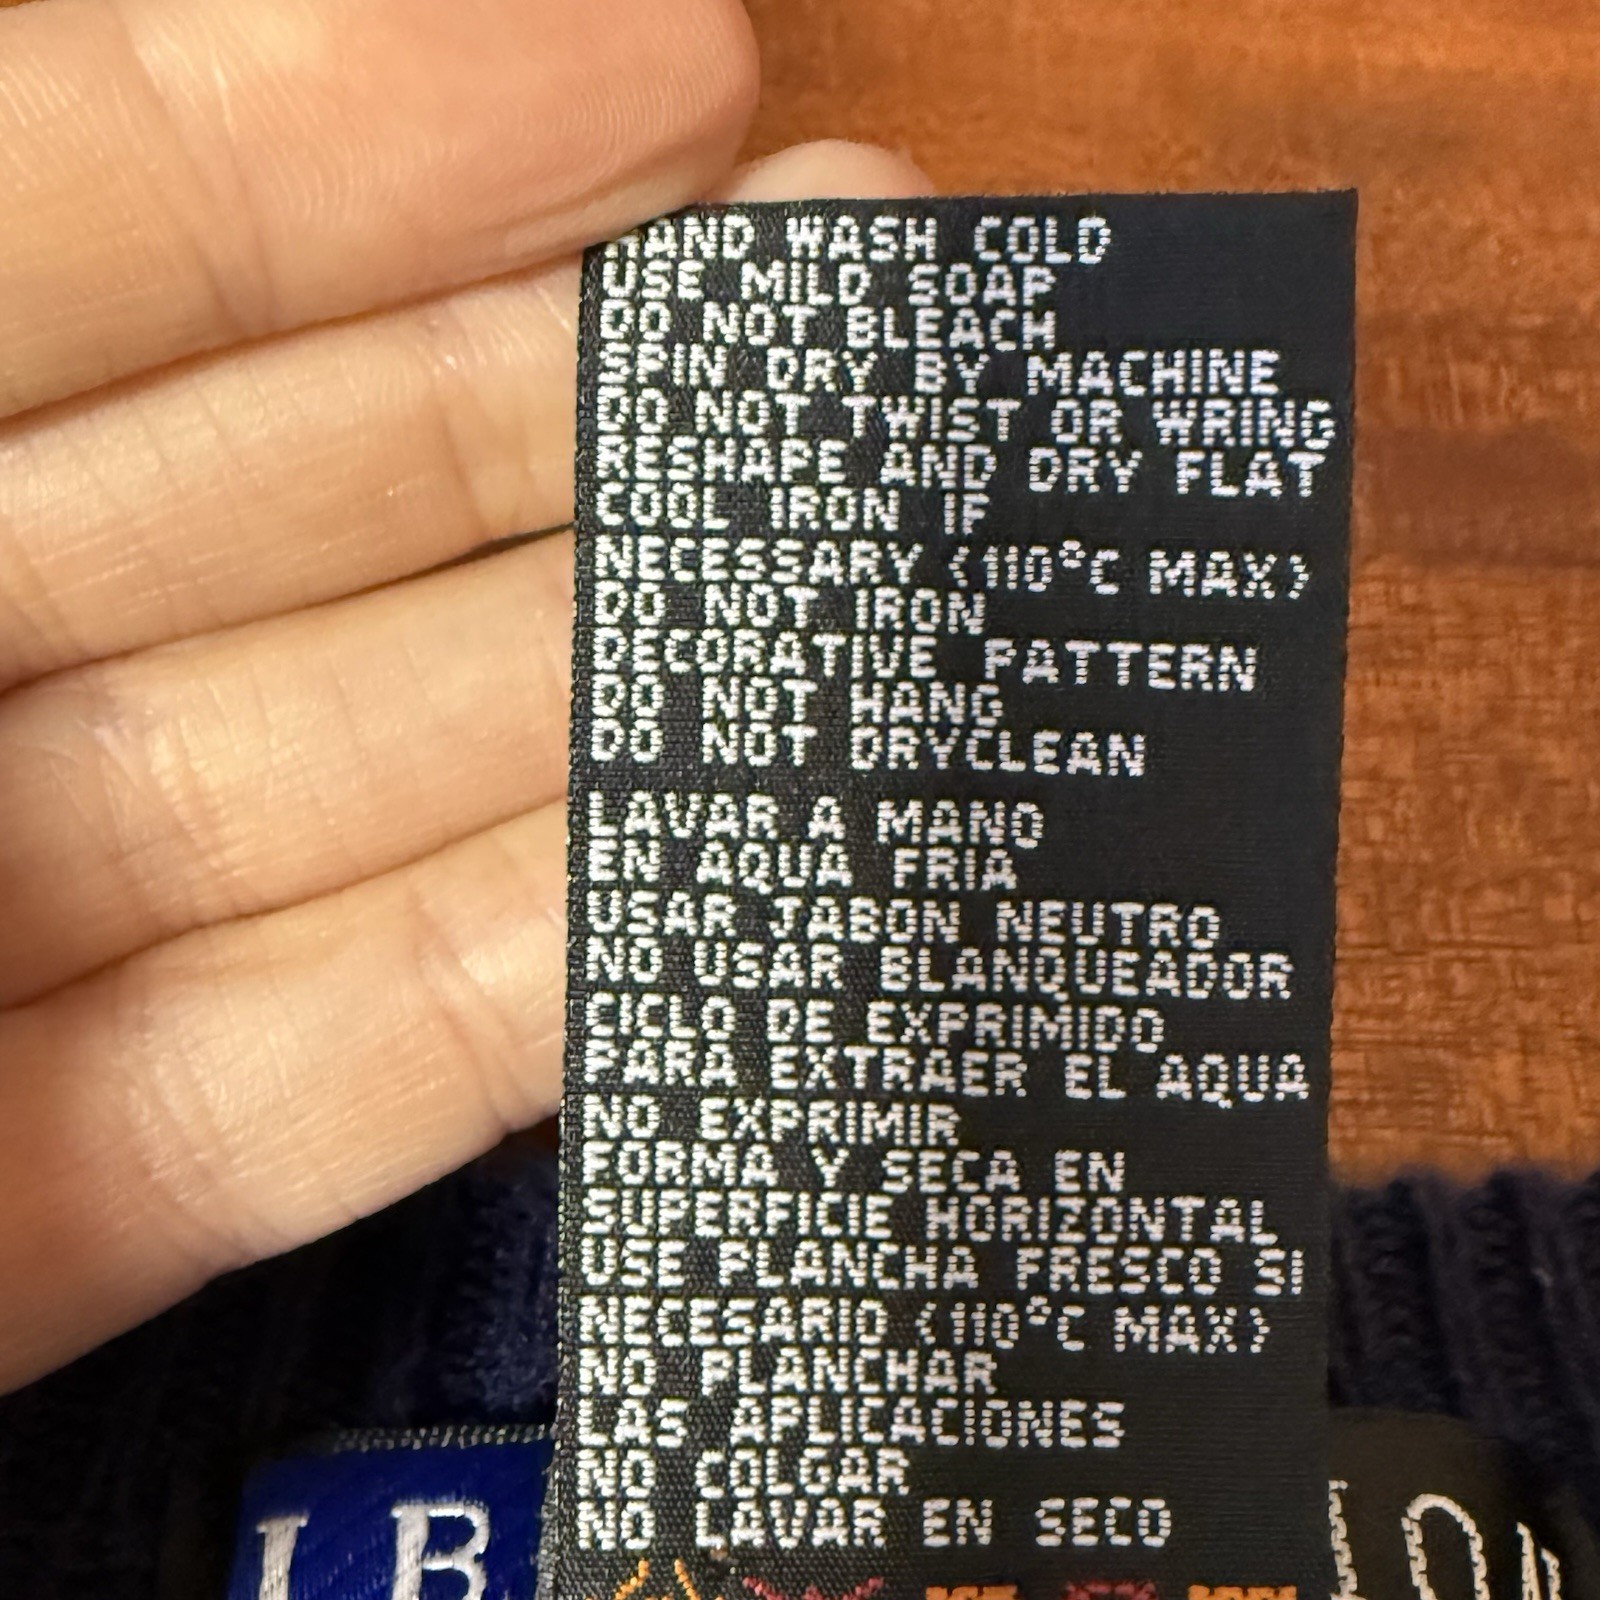 HAND WASH COLD
USE MILD SOAP
DO NOT BLEACH
SPIN DRY BY MACHINE
DO NOT TWIST OR WRING
RESHAPE AND DRY FLAT
COOL IRON IF
NECESSARY (110°C MAX)
DO NOT IRON
DECORATIVE PATTERN
DO NOT HANG
DO NOT DRYCLEAN
LAVAR A MANO
EN AQUA FRIA
USAR JABON NEUTRO
NO USAR BLANQUEADOR
CICLO DE EXPRIMIDO
PARA EXTRAER EL AQUA
NO EXPRIMIR
FORMA Y SECA EN
SUPERFICIE HORIZONTAL
USE PLANCHA FRESCO SI
NECESARIO (110°C MAX)
NO PLANCHAR
LAS APLICACIONES
NO COLGAR
NO LAVAR EN SECO